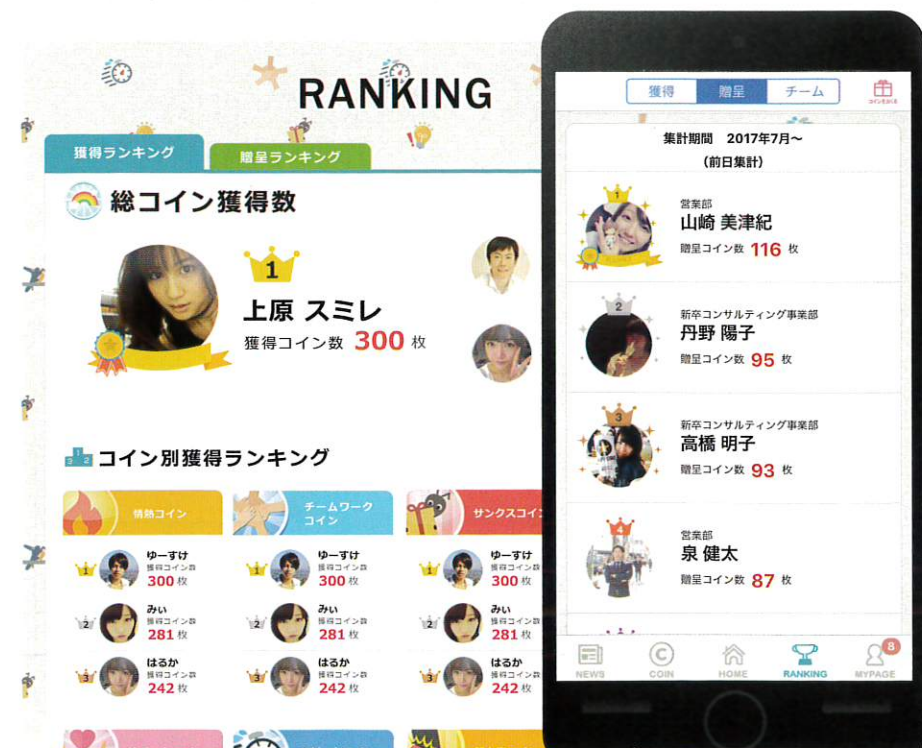 RANKING
獲得ランキング
贈呈ランキング
総コイン獲得数
1
上原 スミレ
獲得コイン数 300 枚
コイン別獲得ランキング
情熱コイン
1
ゆーすけ
獲得コイン数
300 枚
2
みぃ
獲得コイン数
281 枚
3
はるか
獲得コイン数
242 枚
チームワーク
コイン
1
ゆーすけ
獲得コイン数
300 枚
2
みぃ
獲得コイン数
281 枚
3
はるか
獲得コイン数
242 枚
サンクスコイン
1
ゆーすけ
獲得コイン数
300 枚
2
みぃ
獲得コイン数
281 枚
3
はるか
獲得コイン数
242 枚
獲得
贈呈
チーム
集計期間 2017年7月〜
(前日集計)
1
営業部
山崎 美津紀
贈呈コイン数 116 枚
2
新卒コンサルティング事業部
丹野 陽子
贈呈コイン数 95 枚
3
新卒コンサルティング事業部
高橋 明子
贈呈コイン数 93 枚
4
営業部
泉 健太
贈呈コイン数 87 枚
NEWS
COIN
HOME
RANKING
8
MYPAGE